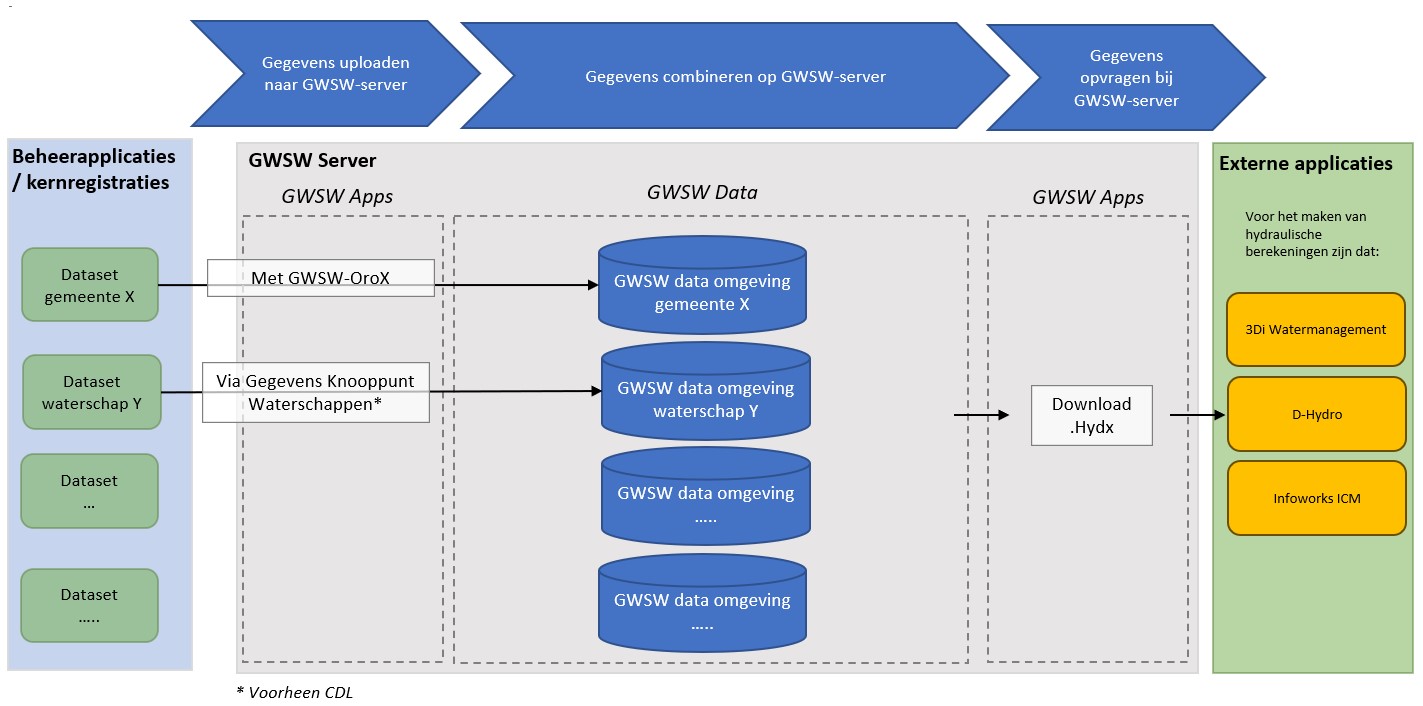 Gegevens uploaden
naar GWSW-server
Gegevens combineren op GWSW-server
Gegevens
opvragen bij
GWSW-server
Beheerapplicaties
/ kernregistraties
Dataset
gemeente X
Dataset
waterschap Y
Dataset
...
Dataset
.....
GWSW Server
GWSW Apps
Met GWSW-OroX
Via Gegevens Knooppunt
Waterschappen*
GWSW Data
GWSW data omgeving
gemeente X
GWSW data omgeving
waterschap Y
GWSW data omgeving
.....
GWSW data omgeving
.....
GWSW Apps
Download
.Hydx
Externe applicaties
Voor het maken van
hydraulische
berekeningen zijn dat:
3Di Watermanagement
D-Hydro
Infoworks ICM
* Voorheen CDL